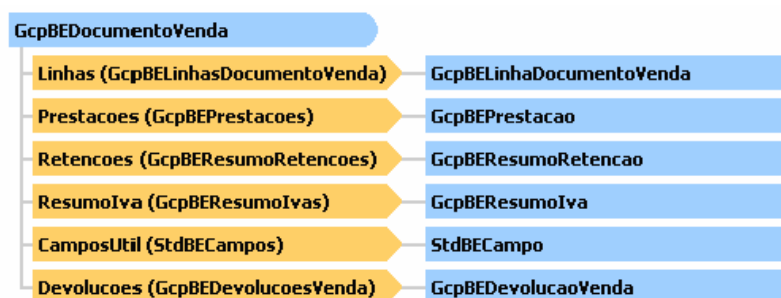 GcpBEDocumentoVenda
Linhas (GcpBELinhasDocumentoVenda) GcpBELinhaDocumentoVenda
Prestacoes (GcpBEPrestacoes) GcpBEPrestacao
Retencoes (GcpBEResumoRetencoes) GcpBEResumoRetencao
ResumoIva (GcpBEResumoIvas) GcpBEResumoIva
CamposUtil (StdBECampos) StdBECampo
Devolucoes (GcpBEDevolucoesVenda) GcpBEDevolucaoVenda